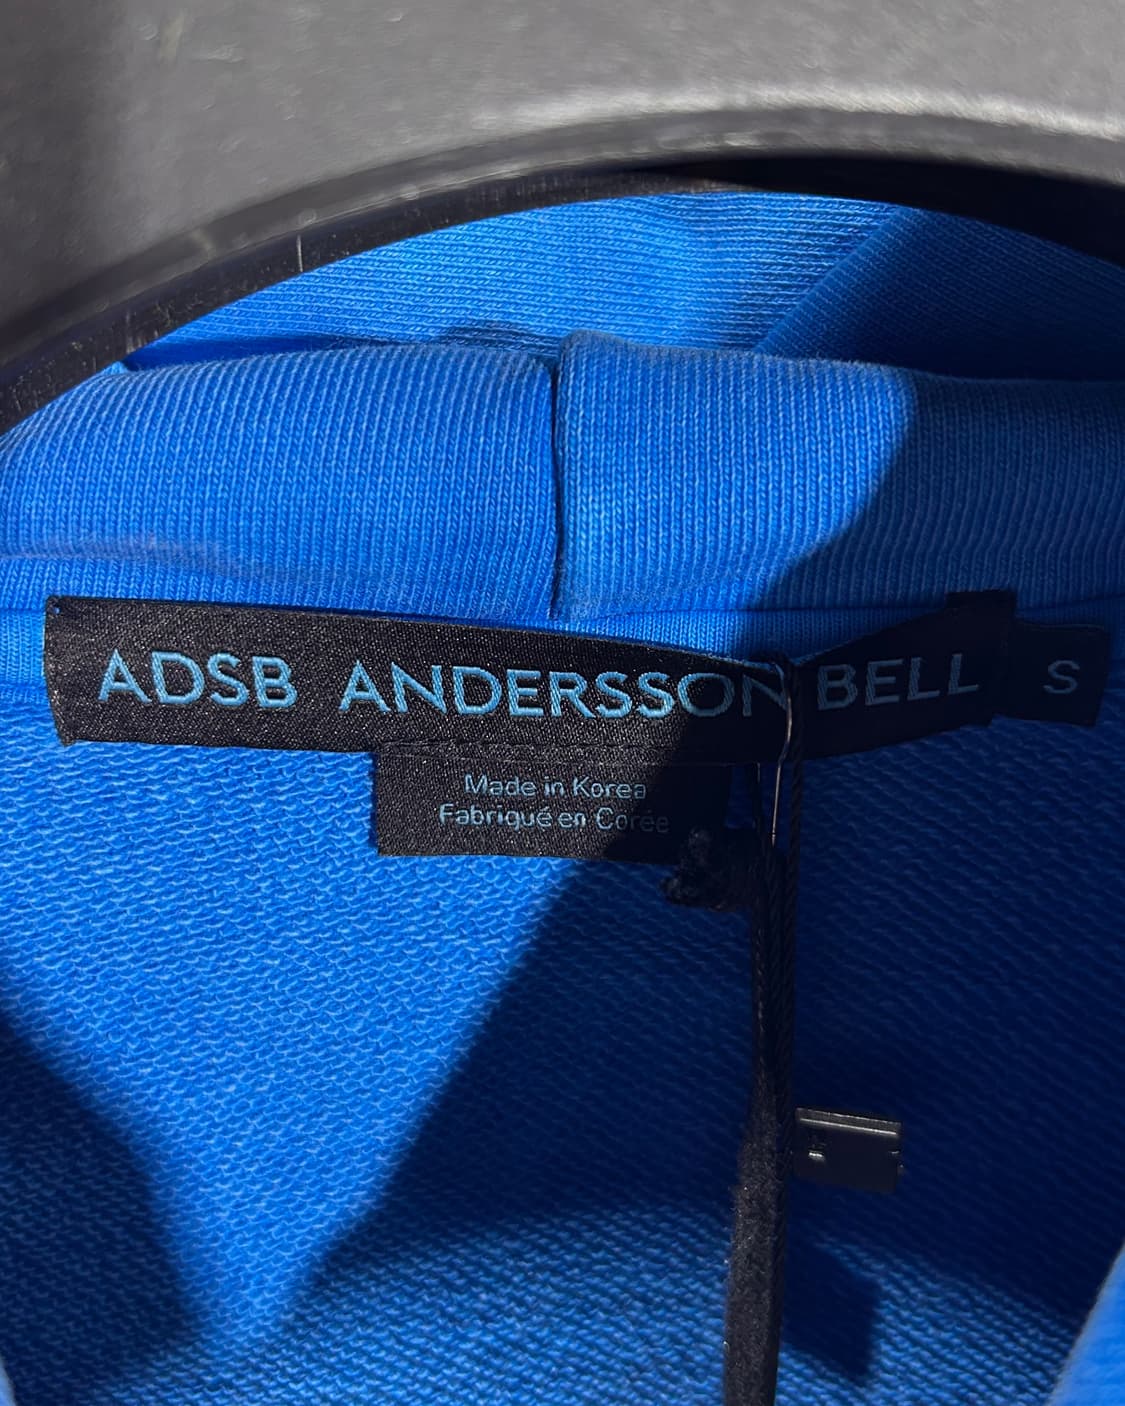 ADSB ANDERSSON BELL S
Made in Korea
Fabriqué en Corée